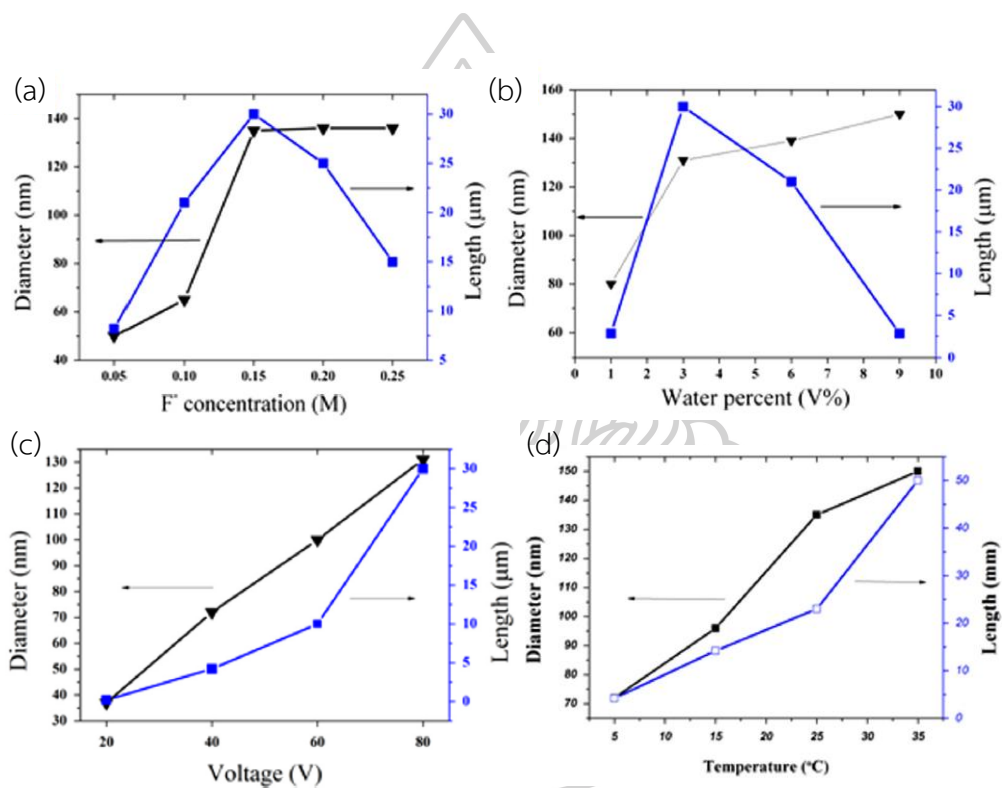 (a)
140
120
100
80
60
40
30
25
20
15
10
5
0.05 0.10 0.15 0.20 0.25
Diameter (nm)
Length (µm)
F- concentration (M)
(b)
160
140
120
100
80
60
30
25
20
15
10
5
0
0 1 2 3 4 5 6 7 8 9 10
Diameter (nm)
Length (µm)
Water percent (V%)
(c)
130
120
110
100
90
80
70
60
50
40
30
30
25
20
15
10
5
0
20 40 60 80
Diameter (nm)
Length (µm)
Voltage (V)
(d)
150
140
130
120
110
100
90
80
70
50
40
30
20
10
0
5 10 15 20 25 30 35
Diameter (nm)
Length (mm)
Temperature (ºC)